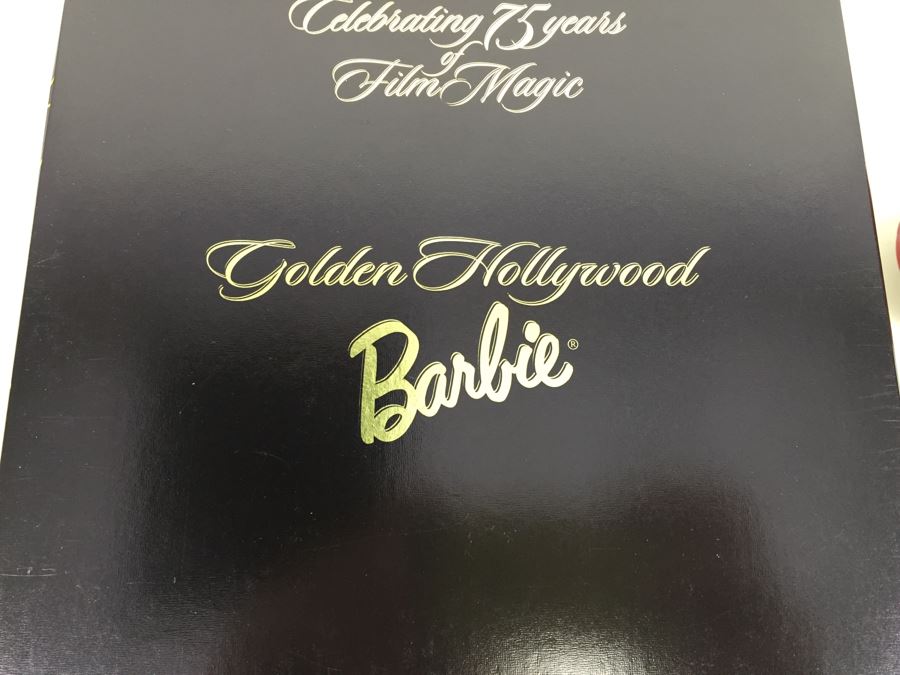 Celebrating 75 years
of
Film Magic
Golden Hollywood
Barbie®